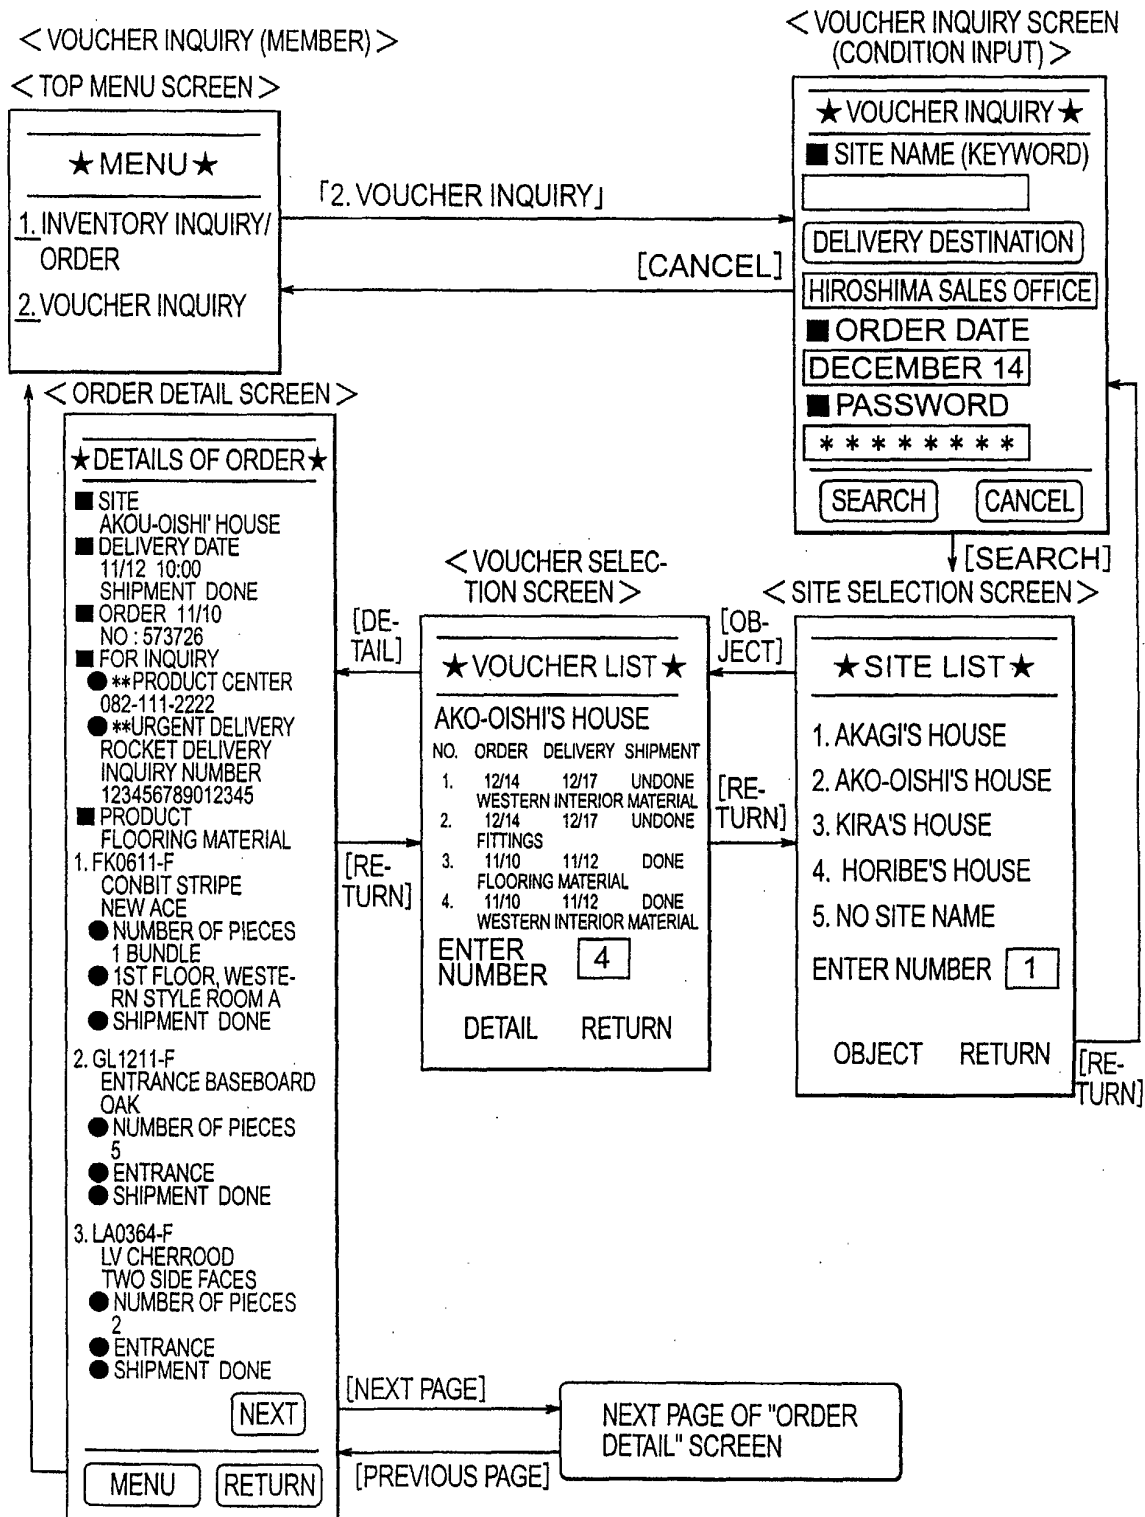 < VOUCHER INQUIRY (MEMBER) >
< TOP MENU SCREEN >
★MENU★
1. INVENTORY INQUIRY/
ORDER
2. VOUCHER INQUIRY
「2. VOUCHER INQUIRY」
[CANCEL]
< VOUCHER INQUIRY SCREEN
(CONDITION INPUT) >
★VOUCHER INQUIRY★
■ SITE NAME (KEYWORD)
DELIVERY DESTINATION
HIROSHIMA SALES OFFICE
■ ORDER DATE
DECEMBER 14
■ PASSWORD
* * * * * * * *
SEARCH CANCEL
[SEARCH]
< SITE SELECTION SCREEN >
★SITE LIST★
1. AKAGI'S HOUSE
2. AKO-OISHI'S HOUSE
3. KIRA'S HOUSE
4. HORIBE'S HOUSE
5. NO SITE NAME
ENTER NUMBER 1
OBJECT RETURN
[RE-
TURN]
[OB-
JECT]
[RE-
TURN]
< VOUCHER SELEC-
TION SCREEN >
★VOUCHER LIST★
AKO-OISHI'S HOUSE
NO. ORDER DELIVERY SHIPMENT
1. 12/14 12/17 UNDONE
WESTERN INTERIOR MATERIAL
2. 12/14 12/17 UNDONE
FITTINGS
3. 11/10 11/12 DONE
FLOORING MATERIAL
4. 11/10 11/12 DONE
WESTERN INTERIOR MATERIAL
ENTER
NUMBER 4
DETAIL RETURN
[DE-
TAIL]
[RE-
TURN]
< ORDER DETAIL SCREEN >
★DETAILS OF ORDER★
■ SITE
AKOU-OISHI' HOUSE
■ DELIVERY DATE
11/12 10:00
SHIPMENT DONE
■ ORDER 11/10
NO : 573726
■ FOR INQUIRY
● **PRODUCT CENTER
082-111-2222
● **URGENT DELIVERY
ROCKET DELIVERY
INQUIRY NUMBER
123456789012345
■ PRODUCT
FLOORING MATERIAL
1. FK0611-F
CONBIT STRIPE
NEW ACE
● NUMBER OF PIECES
1 BUNDLE
● 1ST FLOOR, WESTE-
RN STYLE ROOM A
● SHIPMENT DONE
2. GL1211-F
ENTRANCE BASEBOARD
OAK
● NUMBER OF PIECES
5
● ENTRANCE
● SHIPMENT DONE
3. LA0364-F
LV CHERROOD
TWO SIDE FACES
● NUMBER OF PIECES
2
● ENTRANCE
● SHIPMENT DONE
NEXT
MENU RETURN
[NEXT PAGE]
[PREVIOUS PAGE]
NEXT PAGE OF "ORDER
DETAIL" SCREEN